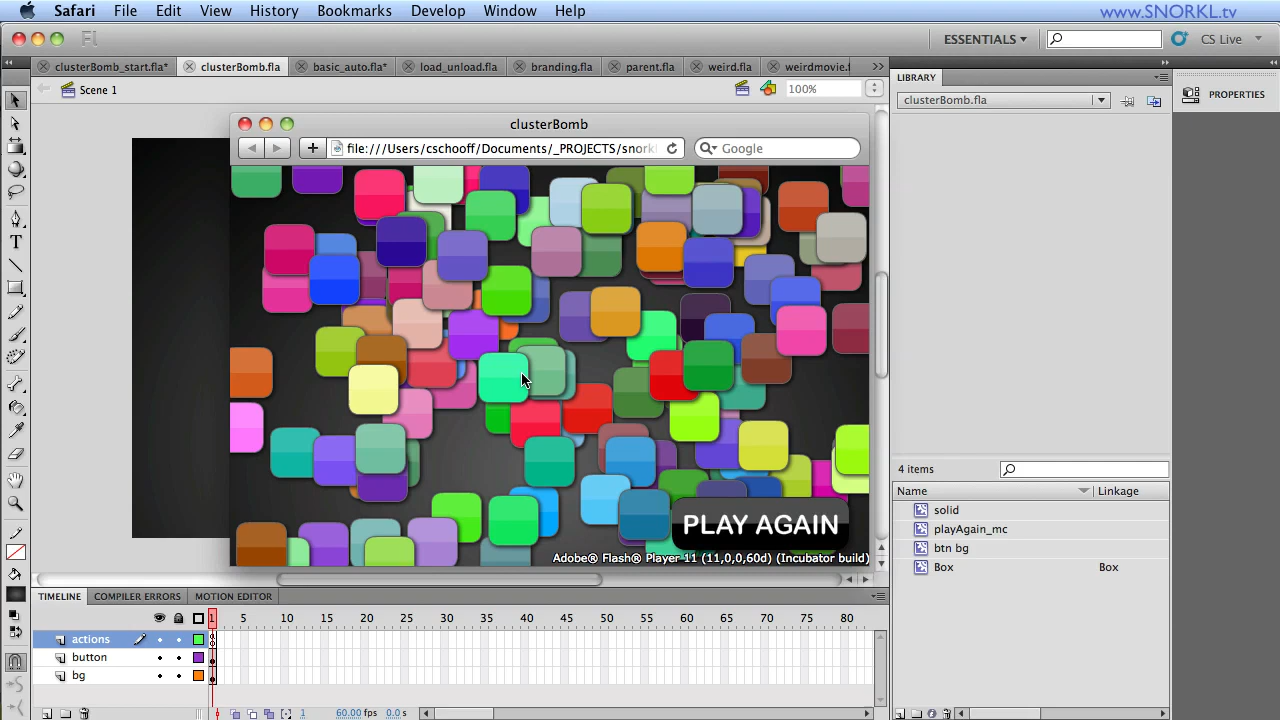 Safari File Edit View History Bookmarks Develop Window Help www.SNORKL.tv
Fl ESSENTIALS CS Live
clusterBomb_start.fla* clusterBomb.fla basic_auto.fla* load_unload.fla branding.fla parent.fla weird.fla weirdmovie.f
LIBRARY
Scene 1 100%
clusterBomb.fla PROPERTIES
clusterBomb
file:///Users/cschooff/Documents/_PROJECTS/snork Google
4 items
Name Linkage
solid
playAgain_mc
btn bg
Box Box
PLAY AGAIN
Adobe® Flash® Player 11 (11,0,0,60d) (Incubator build)
TIMELINE COMPILER ERRORS MOTION EDITOR
1 5 10 15 20 25 30 35 40 45 50 55 60 65 70 75 80
actions
button
bg
1 60.00 fps 0.0 s